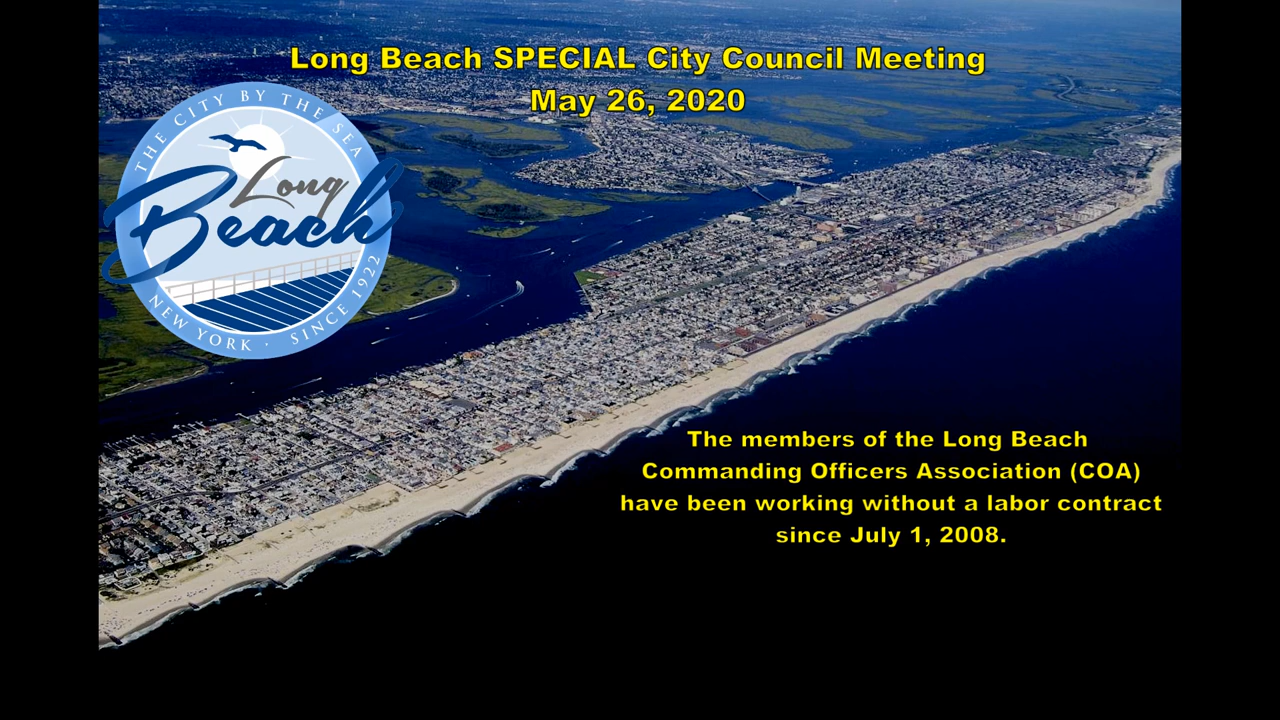 Long Beach SPECIAL City Council Meeting
May 26, 2020
THE CITY BY THE SEA
Long
Beach
NEW YORK · SINCE 1922
The members of the Long Beach
Commanding Officers Association (COA)
have been working without a labor contract
since July 1, 2008.